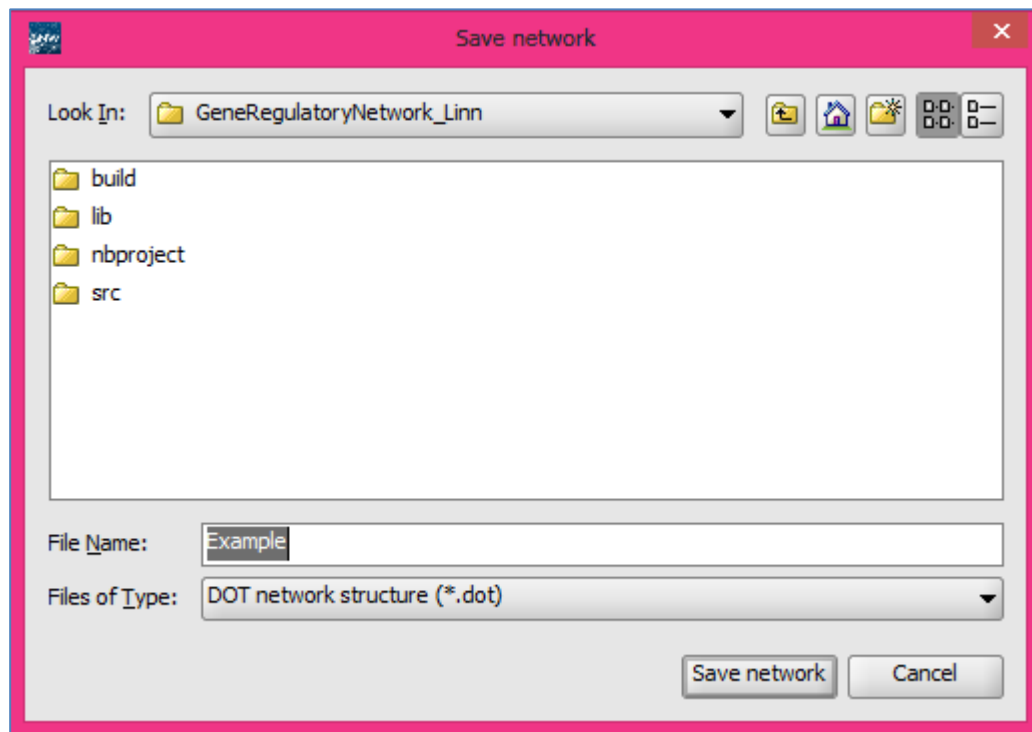 Save network
Look In: GeneRegulatoryNetwork_Linn
build
lib
nbproject
src
File Name: Example
Files of Type: DOT network structure (*.dot)
Save network Cancel